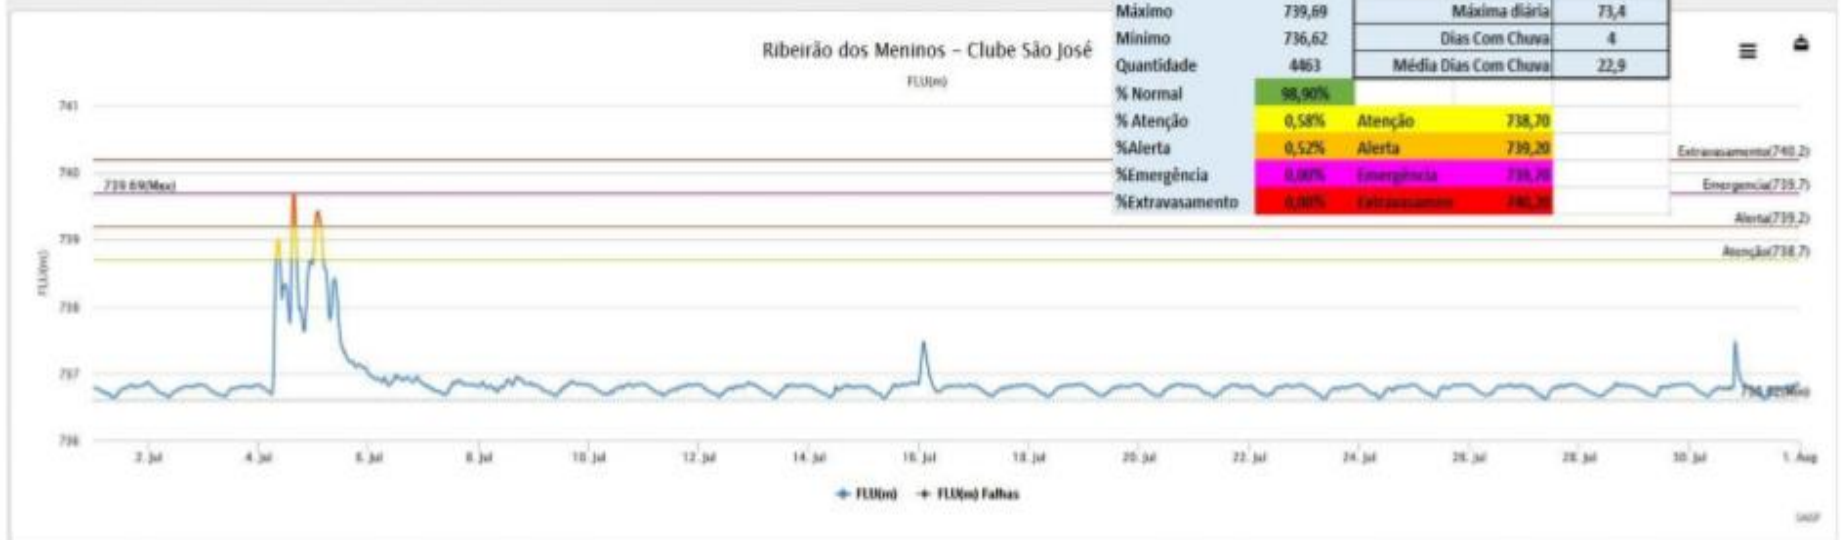 Máximo 739,69 Máxima diária 73,4
Mínimo 736,62 Dias Com Chuva 4
Quantidade 4463 Média Dias Com Chuva 22,9
% Normal 98,90%
% Atenção 0,58% Atenção 738,70
%Alerta 0,52% Alerta 739,20
%Emergência 0,00% Emergência 739,70
%Extravasamento 0,00% 740,20
Ribeirão dos Meninos – Clube São José
FLU(m)
741
740
739
738
737
736
FLU(m)
739.69(Max)
Extravasamento(740.2)
Emergencia(739.7)
Alerta(739.2)
Atenção(738.7)
2. Jul 4. Jul 6. Jul 8. Jul 10. Jul 12. Jul 14. Jul 16. Jul 18. Jul 20. Jul 22. Jul 24. Jul 26. Jul 28. Jul 30. Jul 1. Aug
FLU(m) FLU(m) Falhas